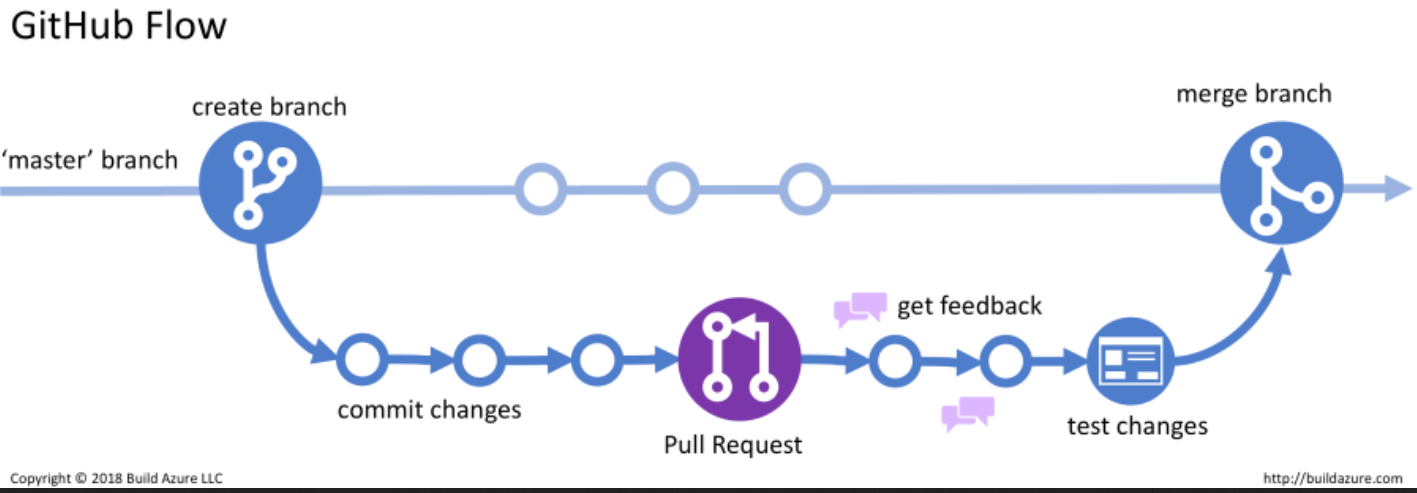 GitHub Flow
create branch
merge branch
‘master’ branch
get feedback
commit changes
test changes
Pull Request
Copyright © 2018 Build Azure LLC
http://buildazure.com